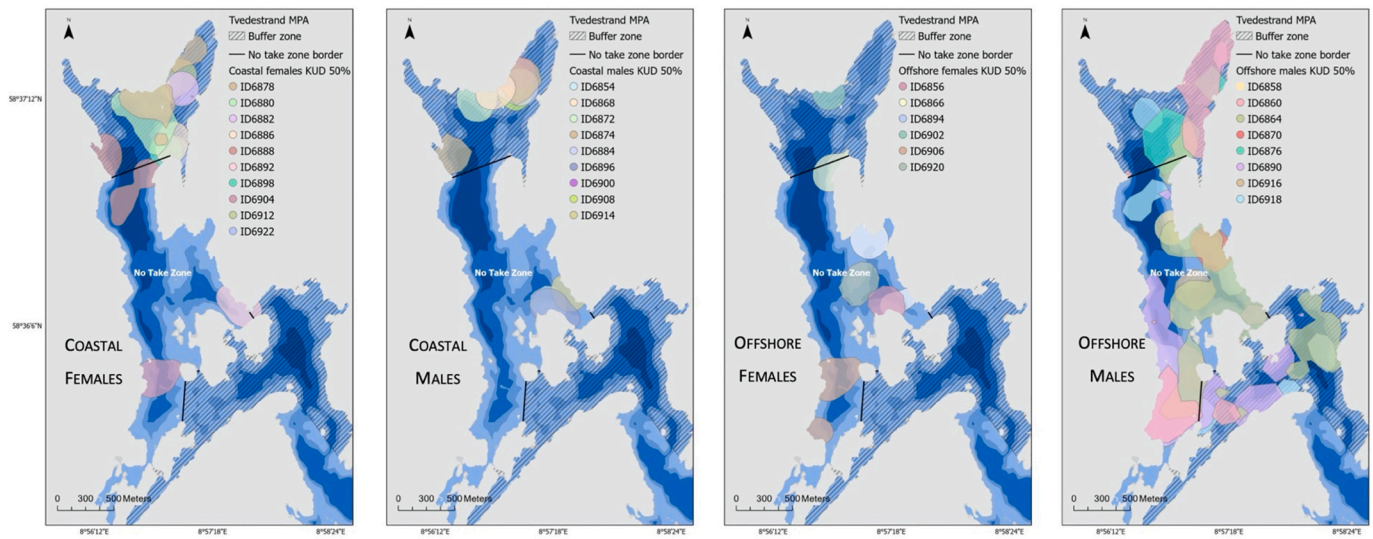 N
Tvedestrand MPA
Buffer zone
No take zone border
Coastal females KUD 50%
ID6878
ID6880
ID6882
ID6886
ID6888
ID6892
ID6898
ID6904
ID6912
ID6922
58°37'12"N
58°36'6"N
No Take Zone
COASTAL
FEMALES
0 300 500 Meters
8°56'12"E 8°57'18"E 8°58'24"E
N
Tvedestrand MPA
Buffer zone
No take zone border
Coastal males KUD 50%
ID6854
ID6868
ID6872
ID6874
ID6884
ID6896
ID6900
ID6908
ID6914
No Take Zone
COASTAL
MALES
0 300 500 Meters
8°56'12"E 8°57'18"E 8°58'24"E
N
Tvedestrand MPA
Buffer zone
No take zone border
Offshore females KUD 50%
ID6856
ID6866
ID6894
ID6902
ID6906
ID6920
No Take Zone
OFFSHORE
FEMALES
0 300 500 Meters
8°56'12"E 8°57'18"E 8°58'24"E
N
Tvedestrand MPA
Buffer zone
No take zone border
Offshore males KUD 50%
ID6858
ID6860
ID6864
ID6870
ID6876
ID6890
ID6916
ID6918
No Take Zone
OFFSHORE
MALES
0 300 500 Meters
8°56'12"E 8°57'18"E 8°58'24"E